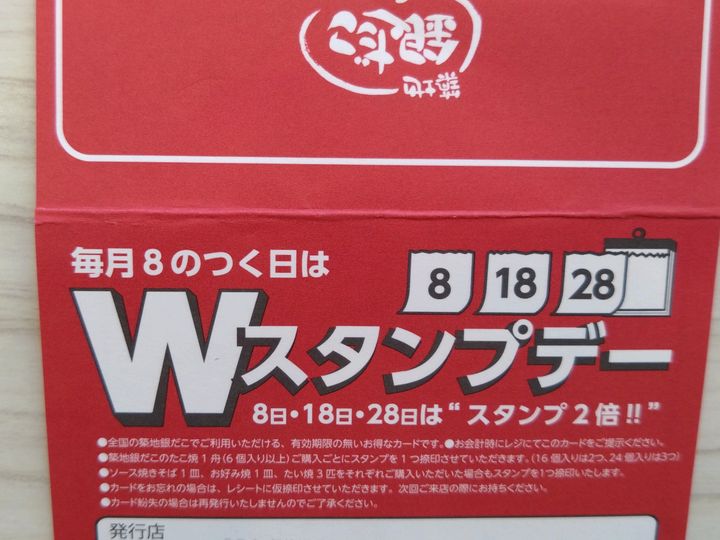 築地
銀だこ
毎月8のつく日は
8 18 28
Wスタンプデー
8日・18日・28日は“スタンプ2倍!!”
●全国の築地銀だこでご利用いただける、有効期限の無いお得なカードです。●お会計時にレジにてこのカードをご提示ください。
●築地銀だこのたこ焼1舟(6個入り以上)ご購入ごとにスタンプを1つ捺印させていただきます。(16個入りは2つ、24個入りは3つ)
●ソース焼きそば1皿、お好み焼1皿、たい焼3匹をそれぞれご購入いただいた場合もスタンプを1つ捺印いたします。
●カードをお忘れの場合は、レシートに仮捺印させていただきます。次回ご来店の際にお持ちください。
●カード紛失の場合は再発行いたしませんのでご了承ください。
発行店